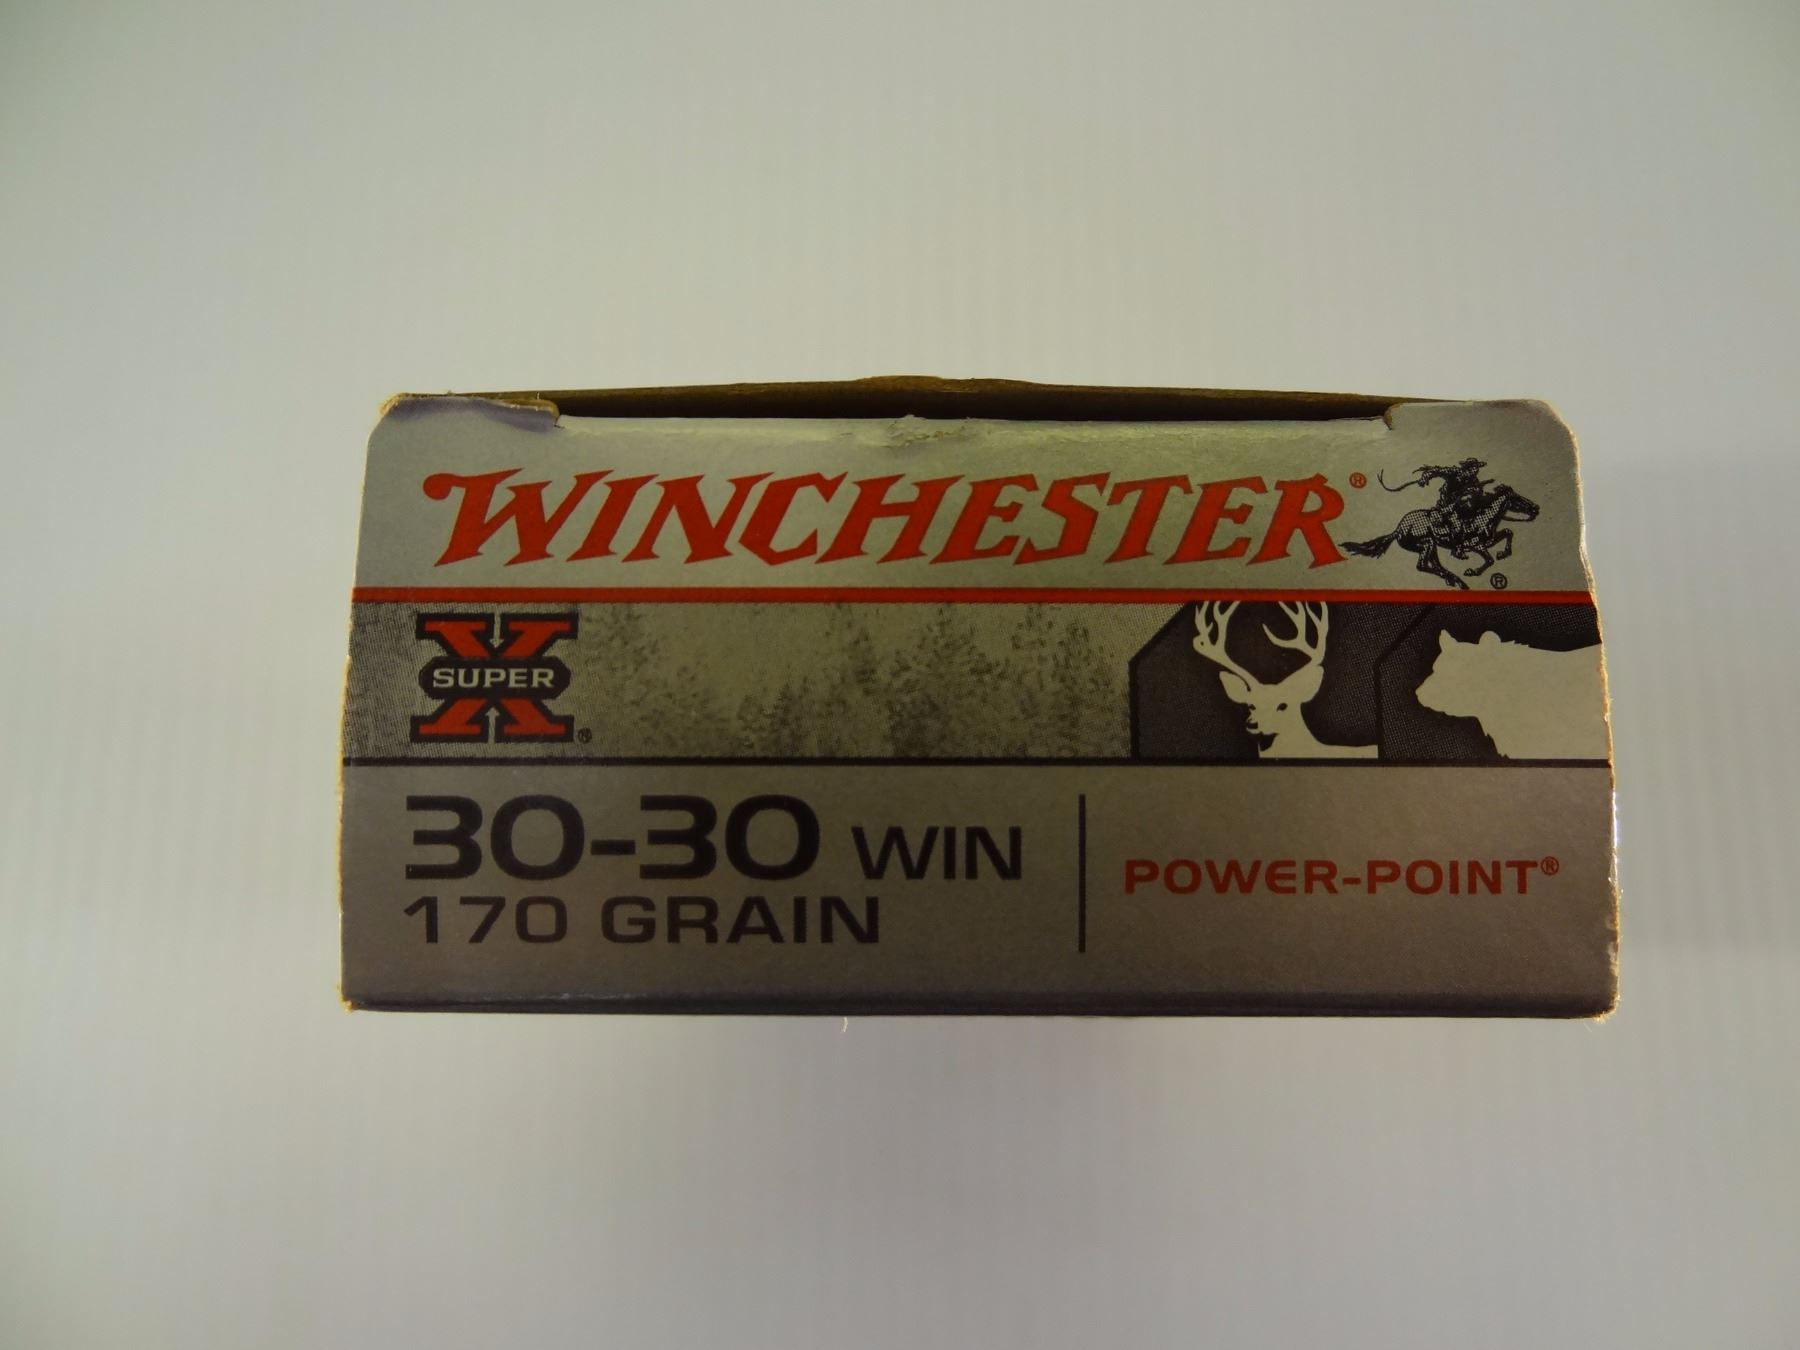 WINCHESTER®
®
X SUPER ®
30-30 WIN
170 GRAIN
POWER-POINT®